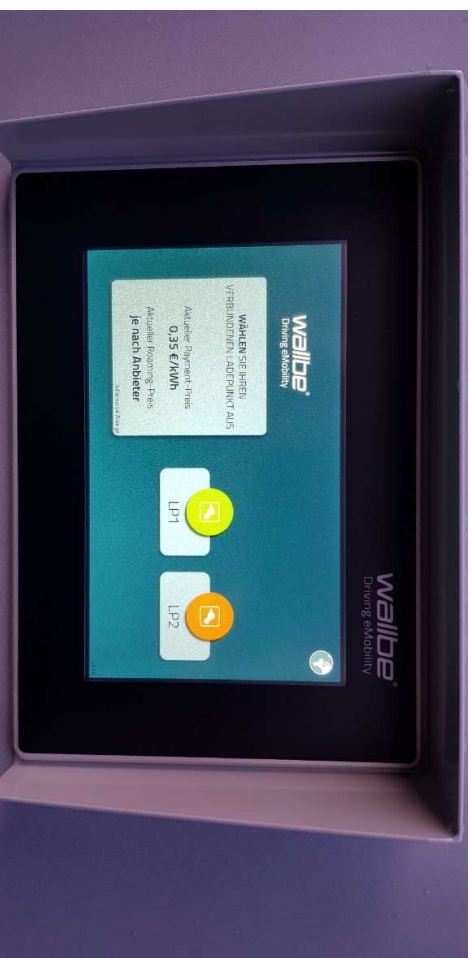 wallbe®
Driving eMobility
wallbe®
Driving eMobility
WÄHLEN SIE IHREN
VERBUNDENEN LADEPUNKT AUS
Aktueller Payment-Preis
0,35 €/kWh
Aktueller Roaming-Preis
je nach Anbieter
LP1
LP2